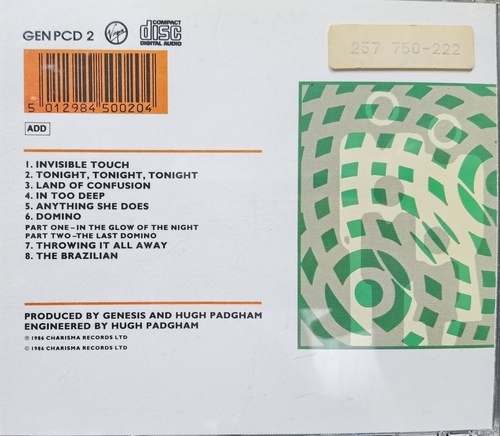 GENPCD 2
Virgin
COMPACT
disc
DIGITAL AUDIO
257 750-222
5 012984 500204
ADD
1. INVISIBLE TOUCH
2. TONIGHT, TONIGHT, TONIGHT
3. LAND OF CONFUSION
4. IN TOO DEEP
5. ANYTHING SHE DOES
6. DOMINO
PART ONE–IN THE GLOW OF THE NIGHT
PART TWO–THE LAST DOMINO
7. THROWING IT ALL AWAY
8. THE BRAZILIAN
PRODUCED BY GENESIS AND HUGH PADGHAM
ENGINEERED BY HUGH PADGHAM
℗ 1986 CHARISMA RECORDS LTD
© 1986 CHARISMA RECORDS LTD